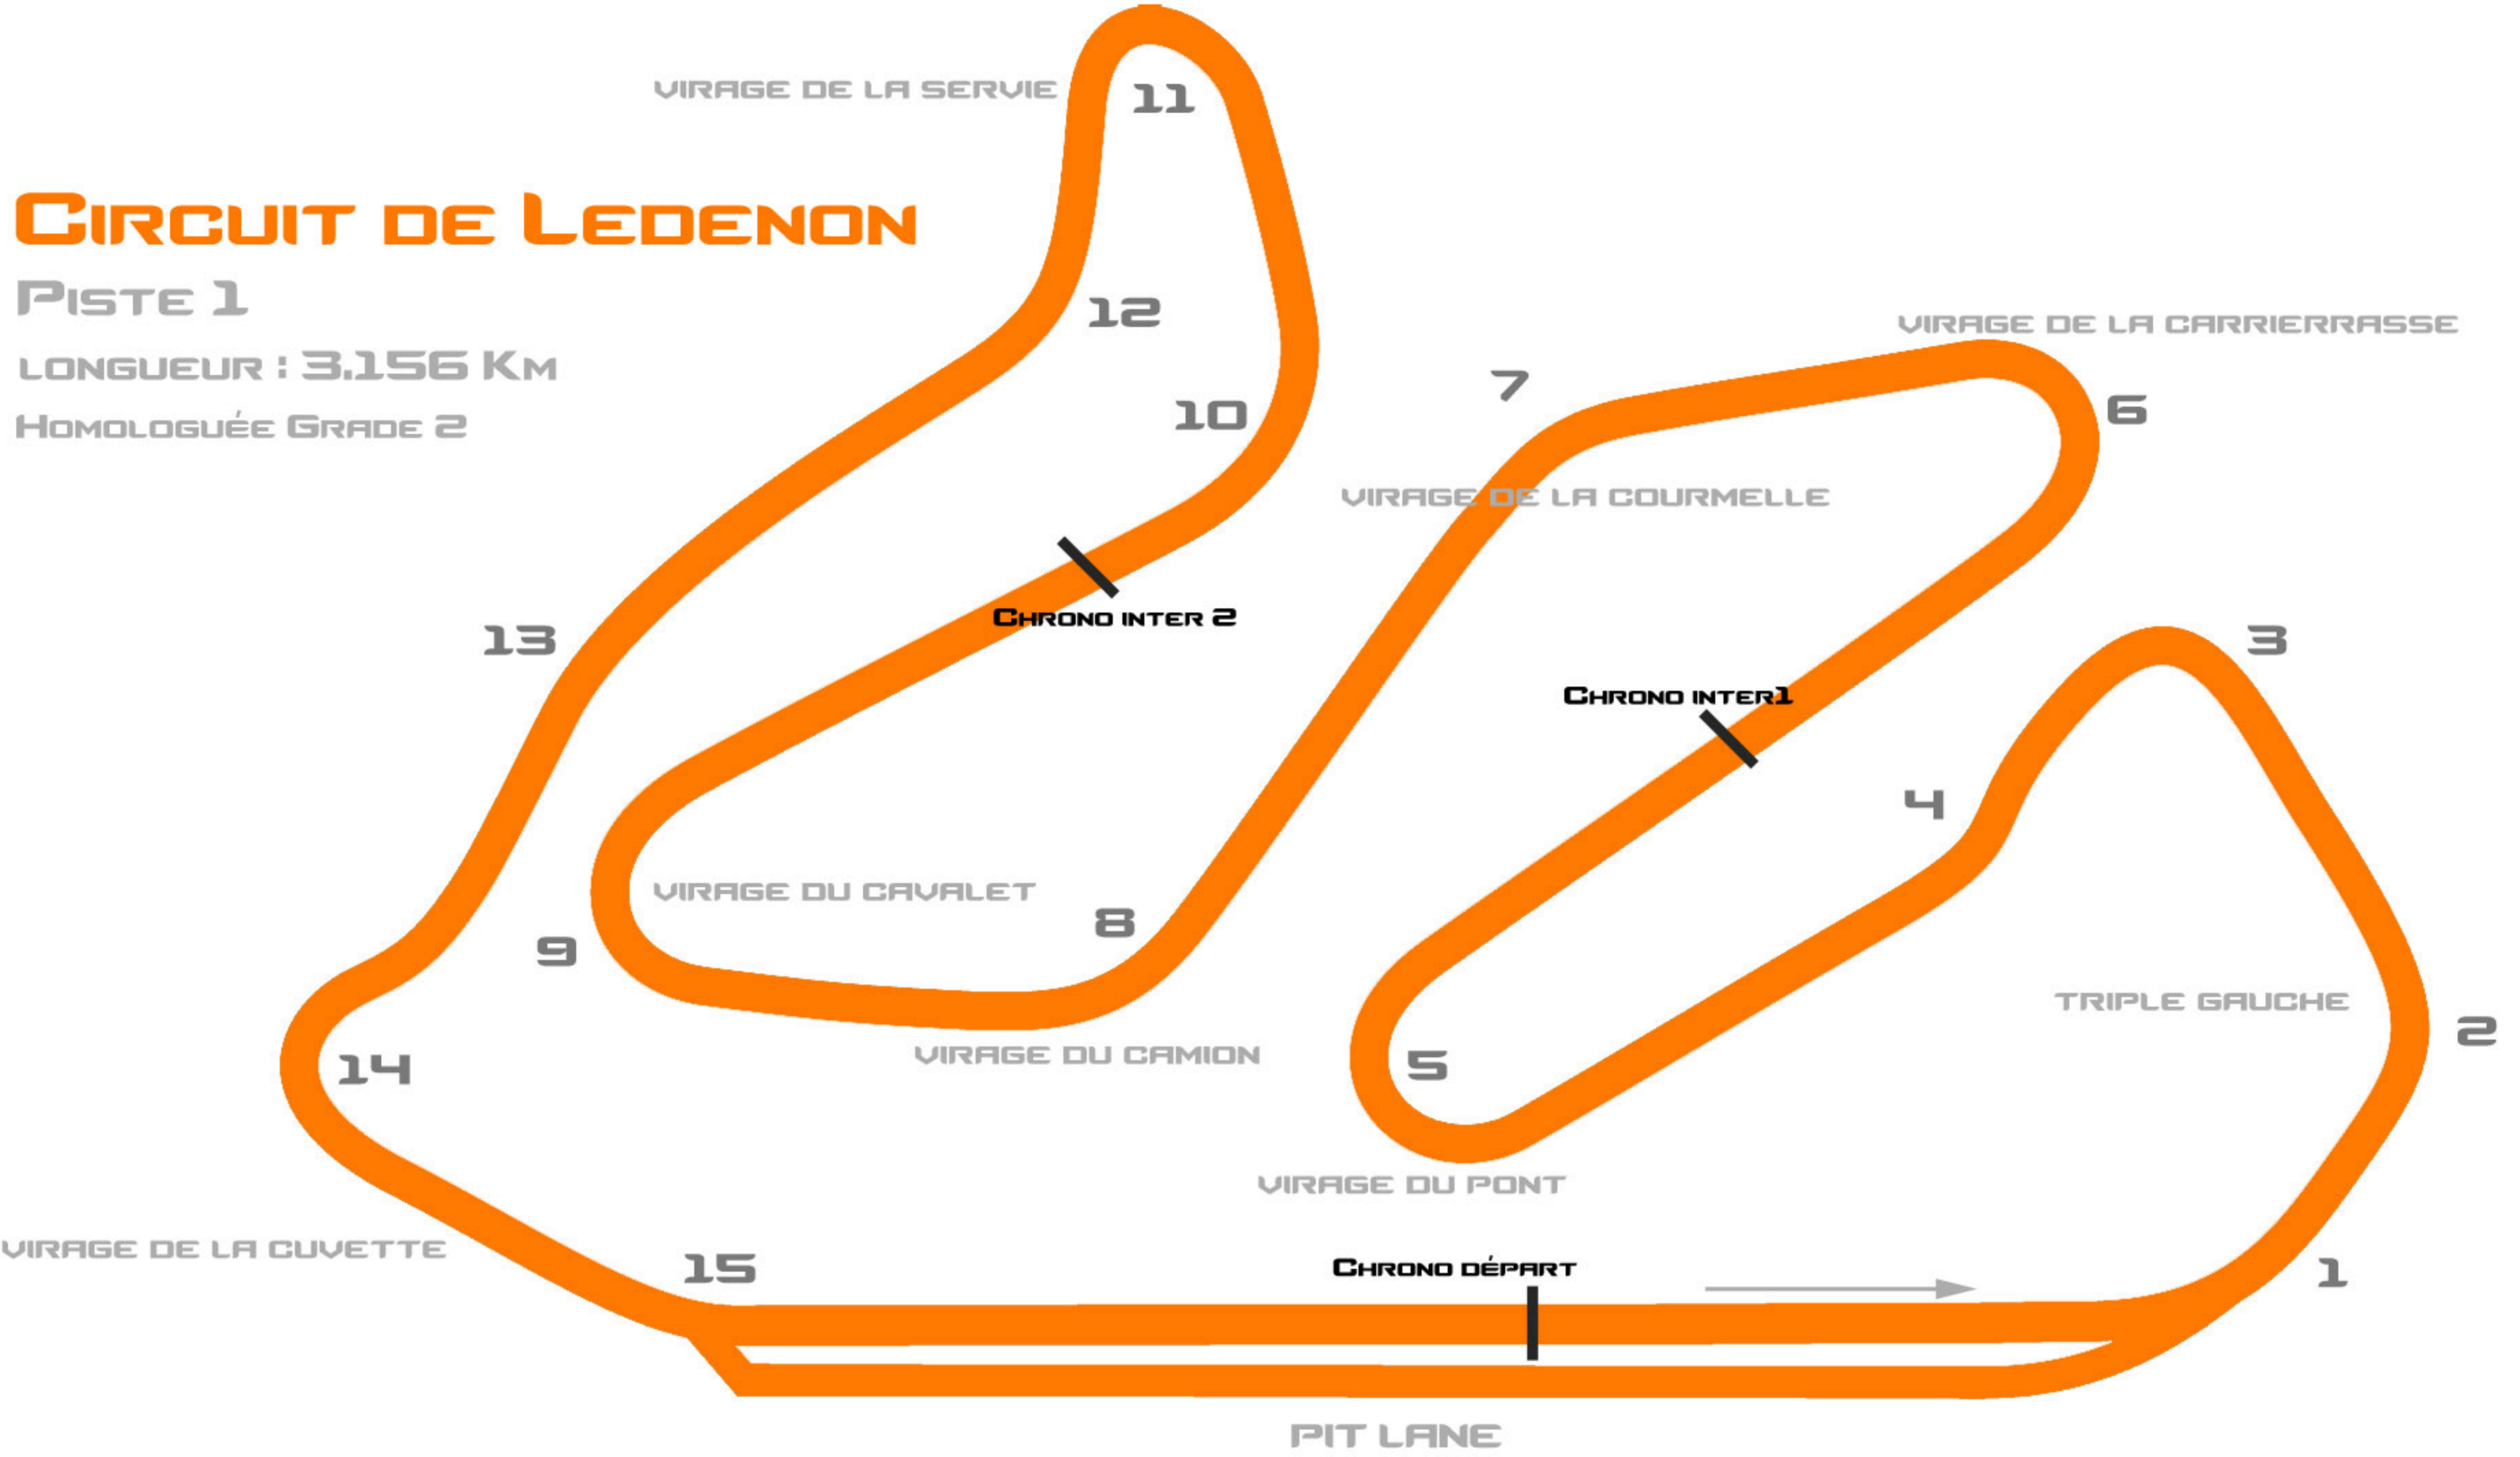 VIRAGE DE LA SERVIE
11
CIRCUIT DE LEDENON
PISTE 1
LONGUEUR : 3.156 KM
HOMOLOGUÉE GRADE 2
12
10
VIRAGE DE LA CARRIERRASSE
7
6
VIRAGE DE LA COURMELLE
CHRONO INTER 2
13
3
CHRONO INTER1
4
VIRAGE DU CAVALET
8
9
TRIPLE GAUCHE
2
VIRAGE DU CAMION
14
5
VIRAGE DU PONT
VIRAGE DE LA CUVETTE
15
CHRONO DÉPART
1
PIT LANE